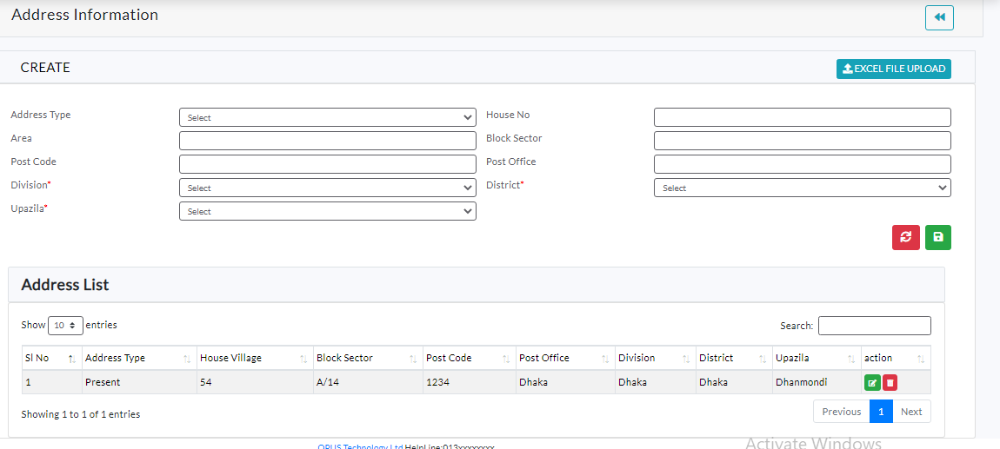 Address Information
CREATE
EXCEL FILE UPLOAD
Address Type Select House No
Area Block Sector
Post Code Post Office
Division* Select District* Select
Upazila* Select
Address List
Show 10 entries Search:
Sl No Address Type House Village Block Sector Post Code Post Office Division District Upazila action
1 Present 54 A/14 1234 Dhaka Dhaka Dhaka Dhanmondi
Showing 1 to 1 of 1 entries Previous 1 Next
OPUS Technology Ltd HelpLine:013xxxxxxxx
Activate Windows